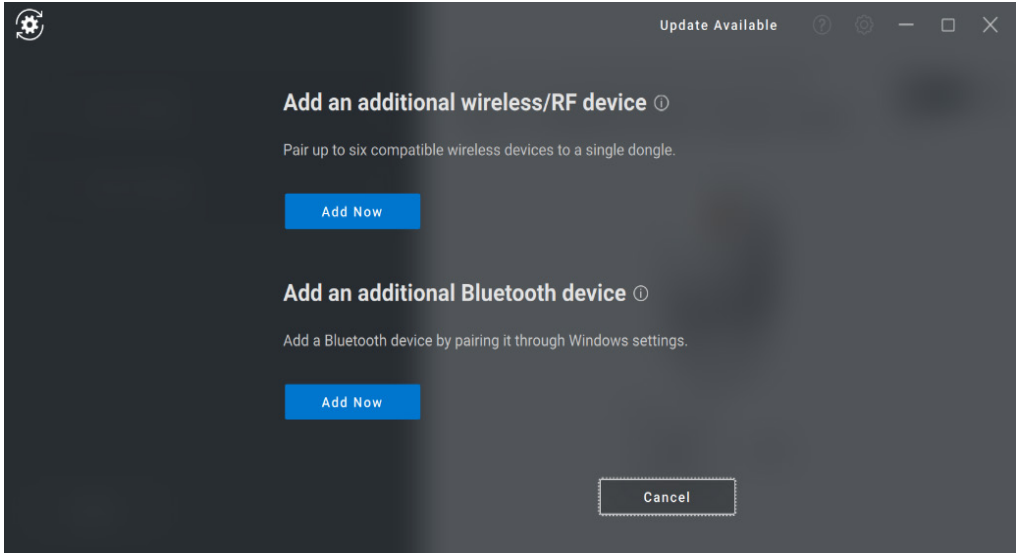 Update Available
Add an additional wireless/RF device
Pair up to six compatible wireless devices to a single dongle.
Add Now
Add an additional Bluetooth device
Add a Bluetooth device by pairing it through Windows settings.
Add Now
Cancel